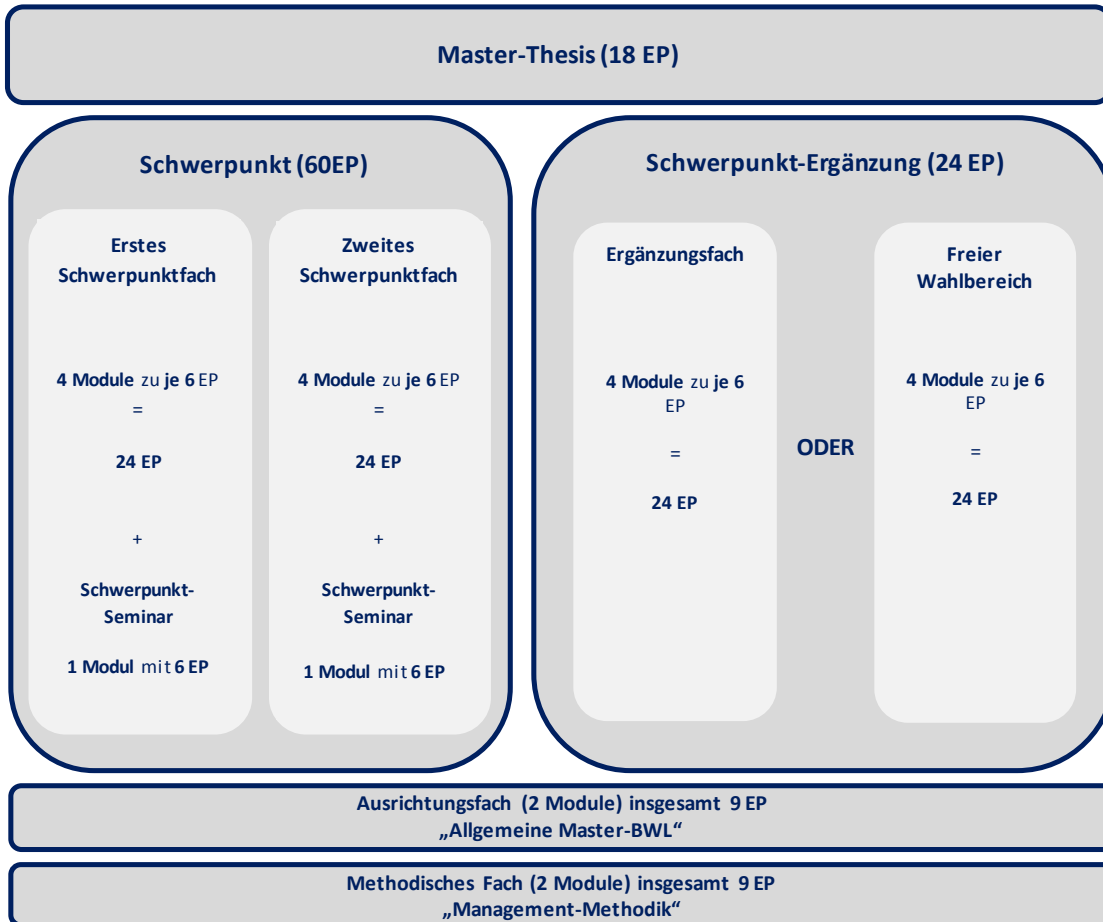 Master-Thesis (18 EP)
Schwerpunkt (60EP)
Erstes
Schwerpunktfach
4 Module zu je 6 EP
=
24 EP
+
Schwerpunkt-
Seminar
1 Modul mit 6 EP
Zweites
Schwerpunktfach
4 Module zu je 6 EP
=
24 EP
+
Schwerpunkt-
Seminar
1 Modul mit 6 EP
Schwerpunkt-Ergänzung (24 EP)
Ergänzungsfach
4 Module zu je 6
EP
=
24 EP
ODER
Freier
Wahlbereich
4 Module zu je 6
EP
=
24 EP
Ausrichtungsfach (2 Module) insgesamt 9 EP
„Allgemeine Master-BWL“
Methodisches Fach (2 Module) insgesamt 9 EP
„Management-Methodik“